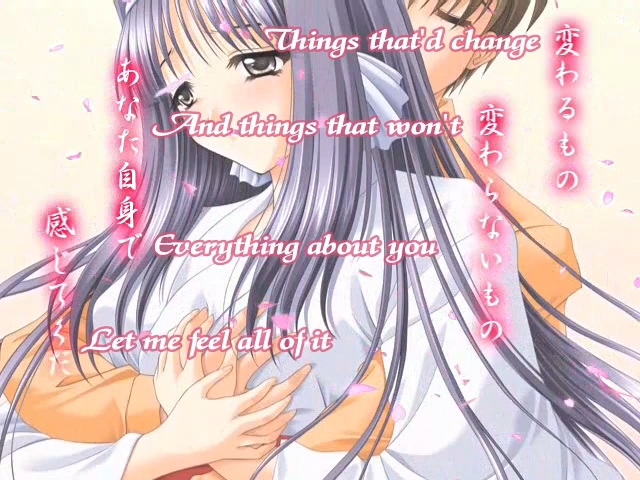 変わるもの
変わらないもの
あなた自身で
感じてくだ
Things that'd change
And things that won't
Everything about you
Let me feel all of it